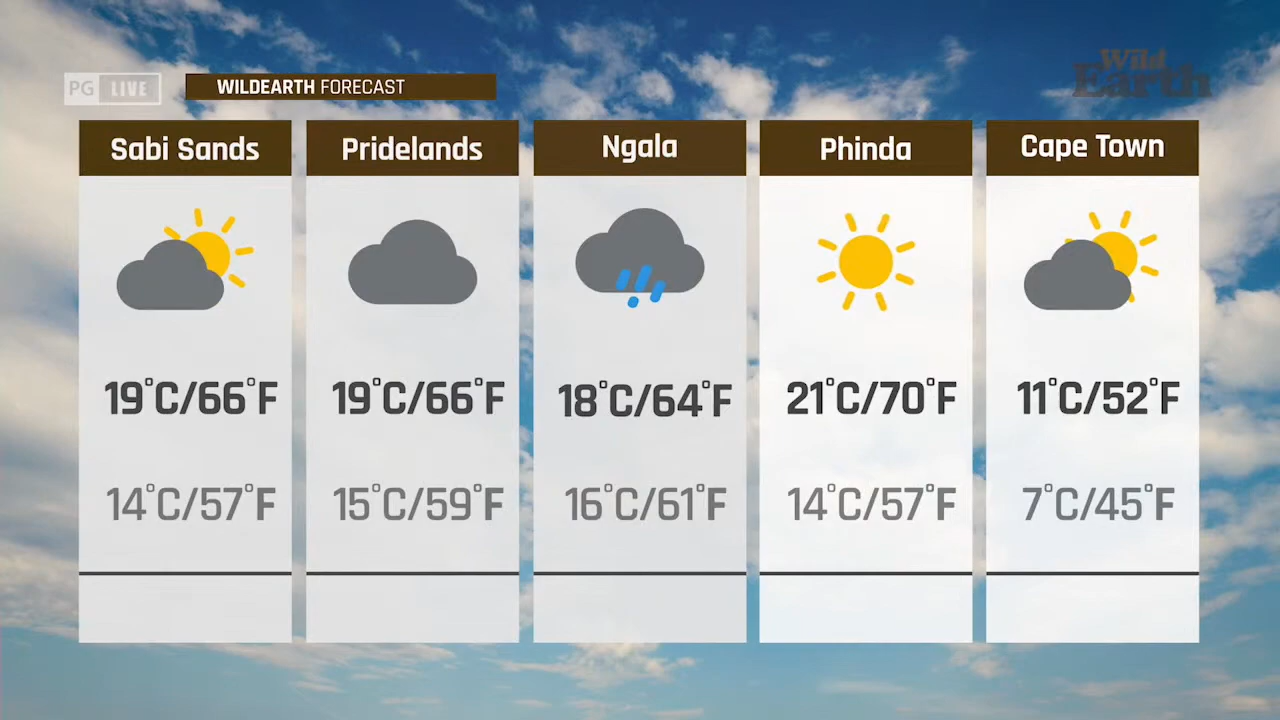 PG LIVE
WILDEARTH FORECAST
Wild
Earth
Sabi Sands
19°C/66°F
14°C/57°F
Pridelands
19°C/66°F
15°C/59°F
Ngala
18°C/64°F
16°C/61°F
Phinda
21°C/70°F
14°C/57°F
Cape Town
11°C/52°F
7°C/45°F